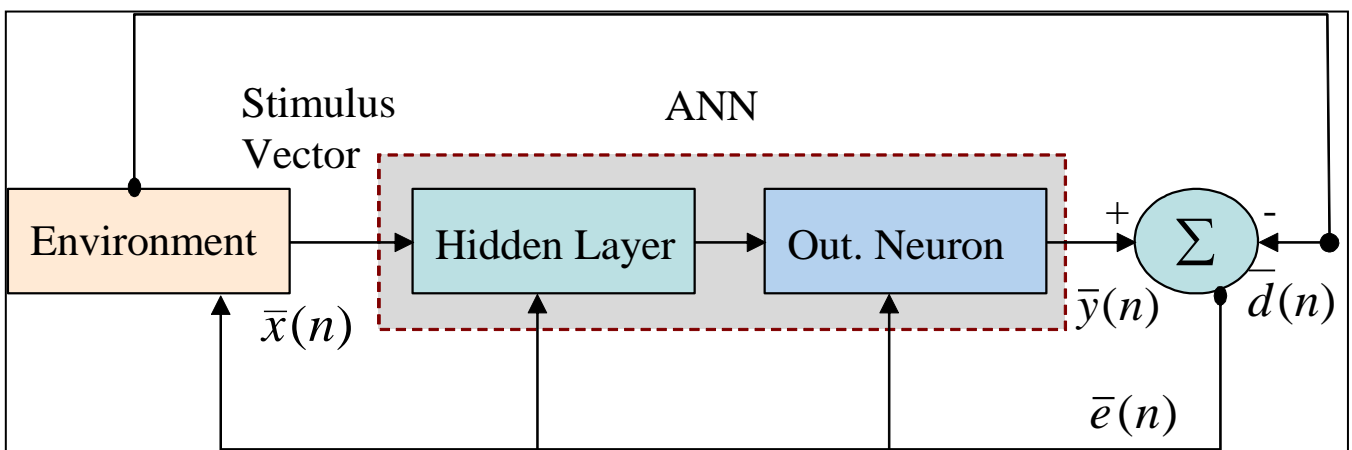 Stimulus
Vector
ANN
Environment
Hidden Layer
Out. Neuron
+
Σ
-
x̄(n)
ȳ(n)
d̄(n)
ē(n)